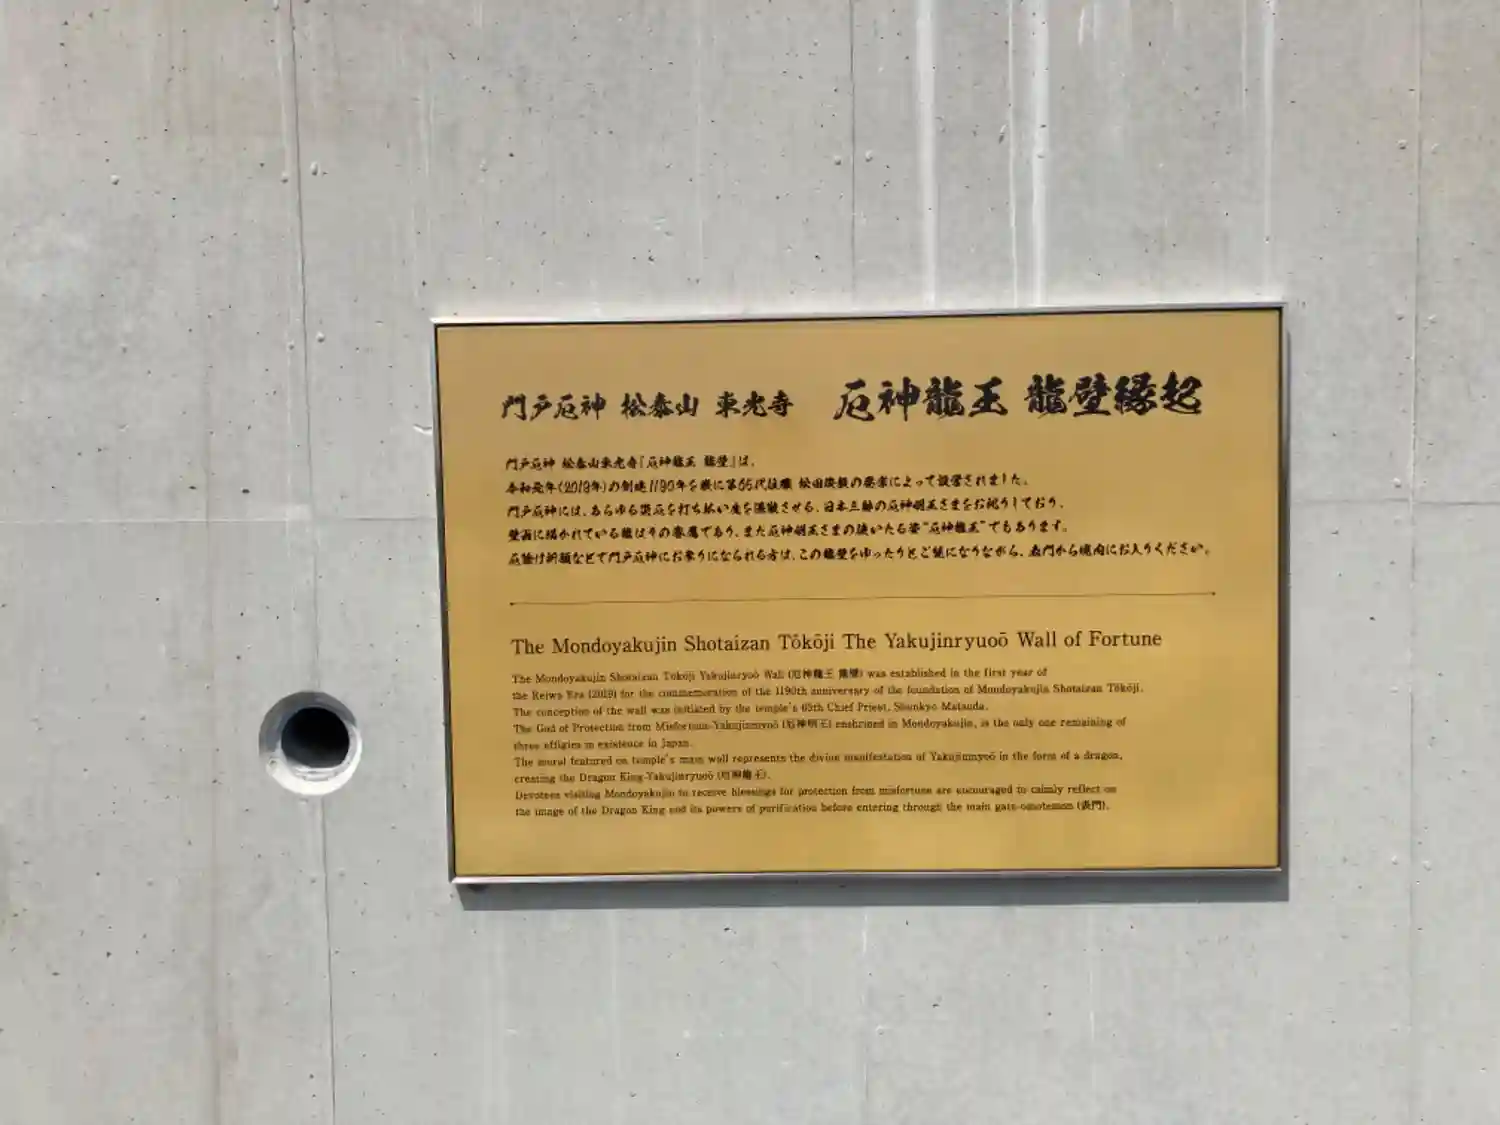 門戸厄神 松泰山 東光寺 厄神龍王 龍壁縁起
門戸厄神 松泰山東光寺『厄神龍王 龍壁』は、
令和元年(2019年)の創建1190年を機に第65代住職 松田俊教の発案によって設営されました。
門戸厄神には、あらゆる災厄を打ち払い度を退散させる、日本三躰の厄神明王さまをお祀りしており、
壁面に描かれている龍はその眷属であり、また厄神明王さまの いたる姿“厄神龍王”でもあります。
厄除け祈願などで門戸厄神にお参りになられる方は、この龍壁をゆったりとご覧になりながら、表門から境内にお入りください。
The Mondoyakujin Shotaizan Tōkōji The Yakujinryuoō Wall of Fortune
The Mondoyakujin Shotaizan Tōkōji Yakujinryoō Wall (厄神龍王 龍壁) was established in the first year of
the Reiwa Era (2019) for the commemoration of the 1190th anniversary of the foundation of Mondoyakujin Shotaizan Tōkōji.
The conception of the wall was initiated by the temple's 65th Chief Priest, Shunkyo Matsuda.
The God of Protection from Misfortune-Yakujinmyoō (厄神明王) enshrined in Mondoyakujin, is the only one remaining of
three effigies in existence in Japan.
The mural featured on temple's main wall represents the divine manifestation of Yakujinmyoō in the form of a dragon,
creating the Dragon King-Yakujinryuoō (厄神龍王).
Devotees visiting Mondoyakujin to receive blessings for protection from misfortune are encouraged to calmly reflect on
the image of the Dragon King and its powers of purification before entering through the main gate-omotemon (表門).